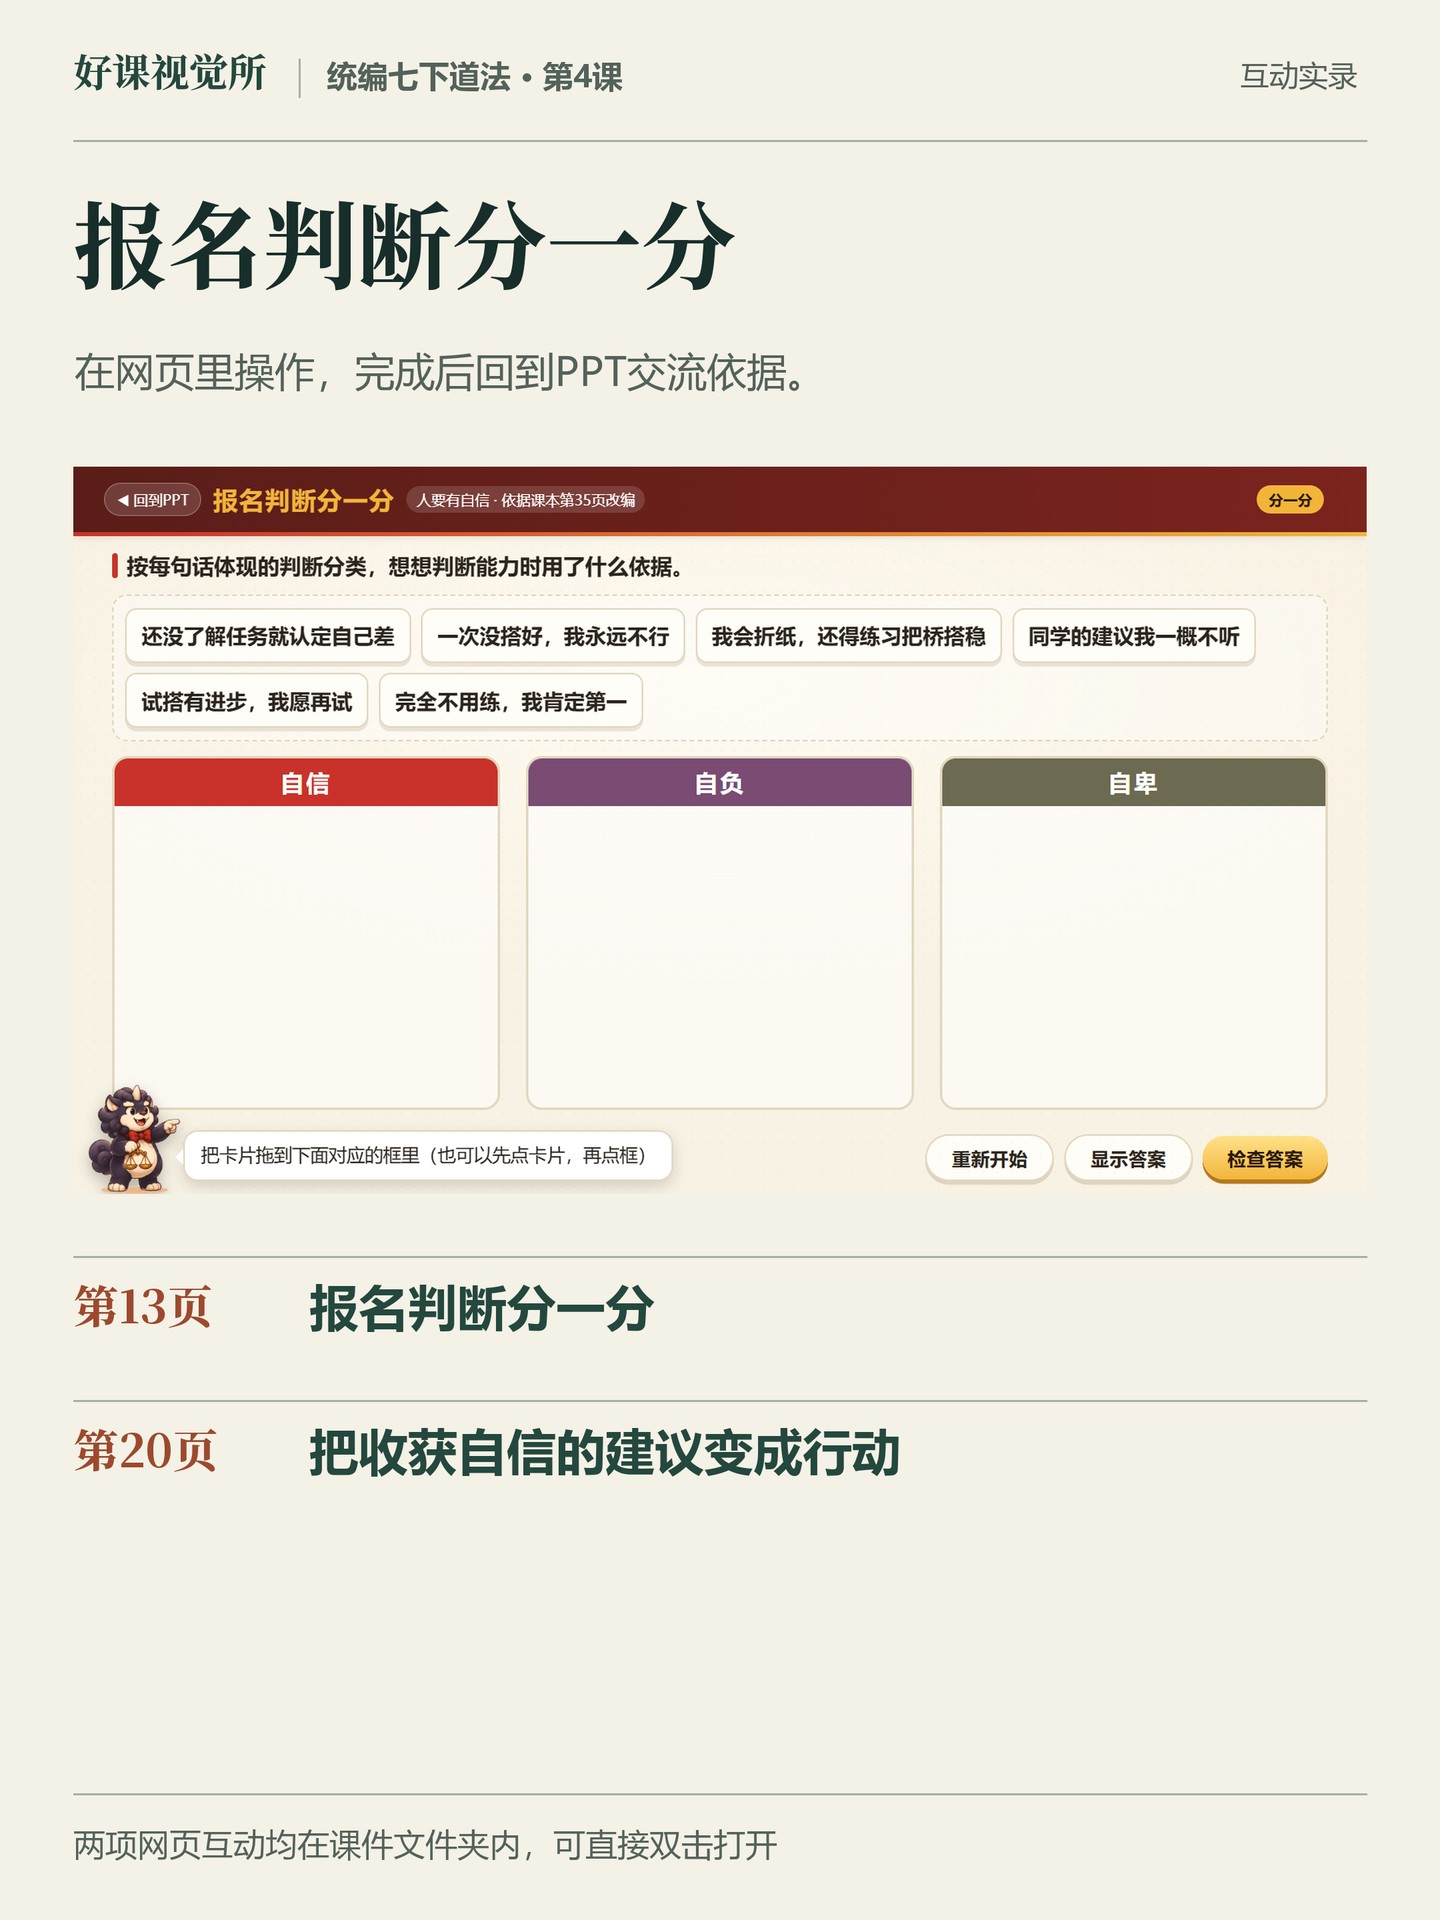 好课视觉所
统编七下道法 • 第4课
互动实录
报名判断分一分
在网页里操作，完成后回到PPT交流依据。
◀ 回到PPT
报名判断分一分
人要有自信 · 依据课本第35页改编
分一分
按每句话体现的判断分类，想想判断能力时用了什么依据。
还没了解任务就认定自己差
一次没搭好，我永远不行
我会折纸，还得练习把桥搭稳
同学的建议我一概不听
试搭有进步，我愿再试
完全不用练，我肯定第一
自信
自负
自卑
把卡片拖到下面对应的框里（也可以先点卡片，再点框）
重新开始
显示答案
检查答案
第13页 报名判断分一分
第20页 把收获自信的建议变成行动
两项网页互动均在课件文件夹内，可直接双击打开